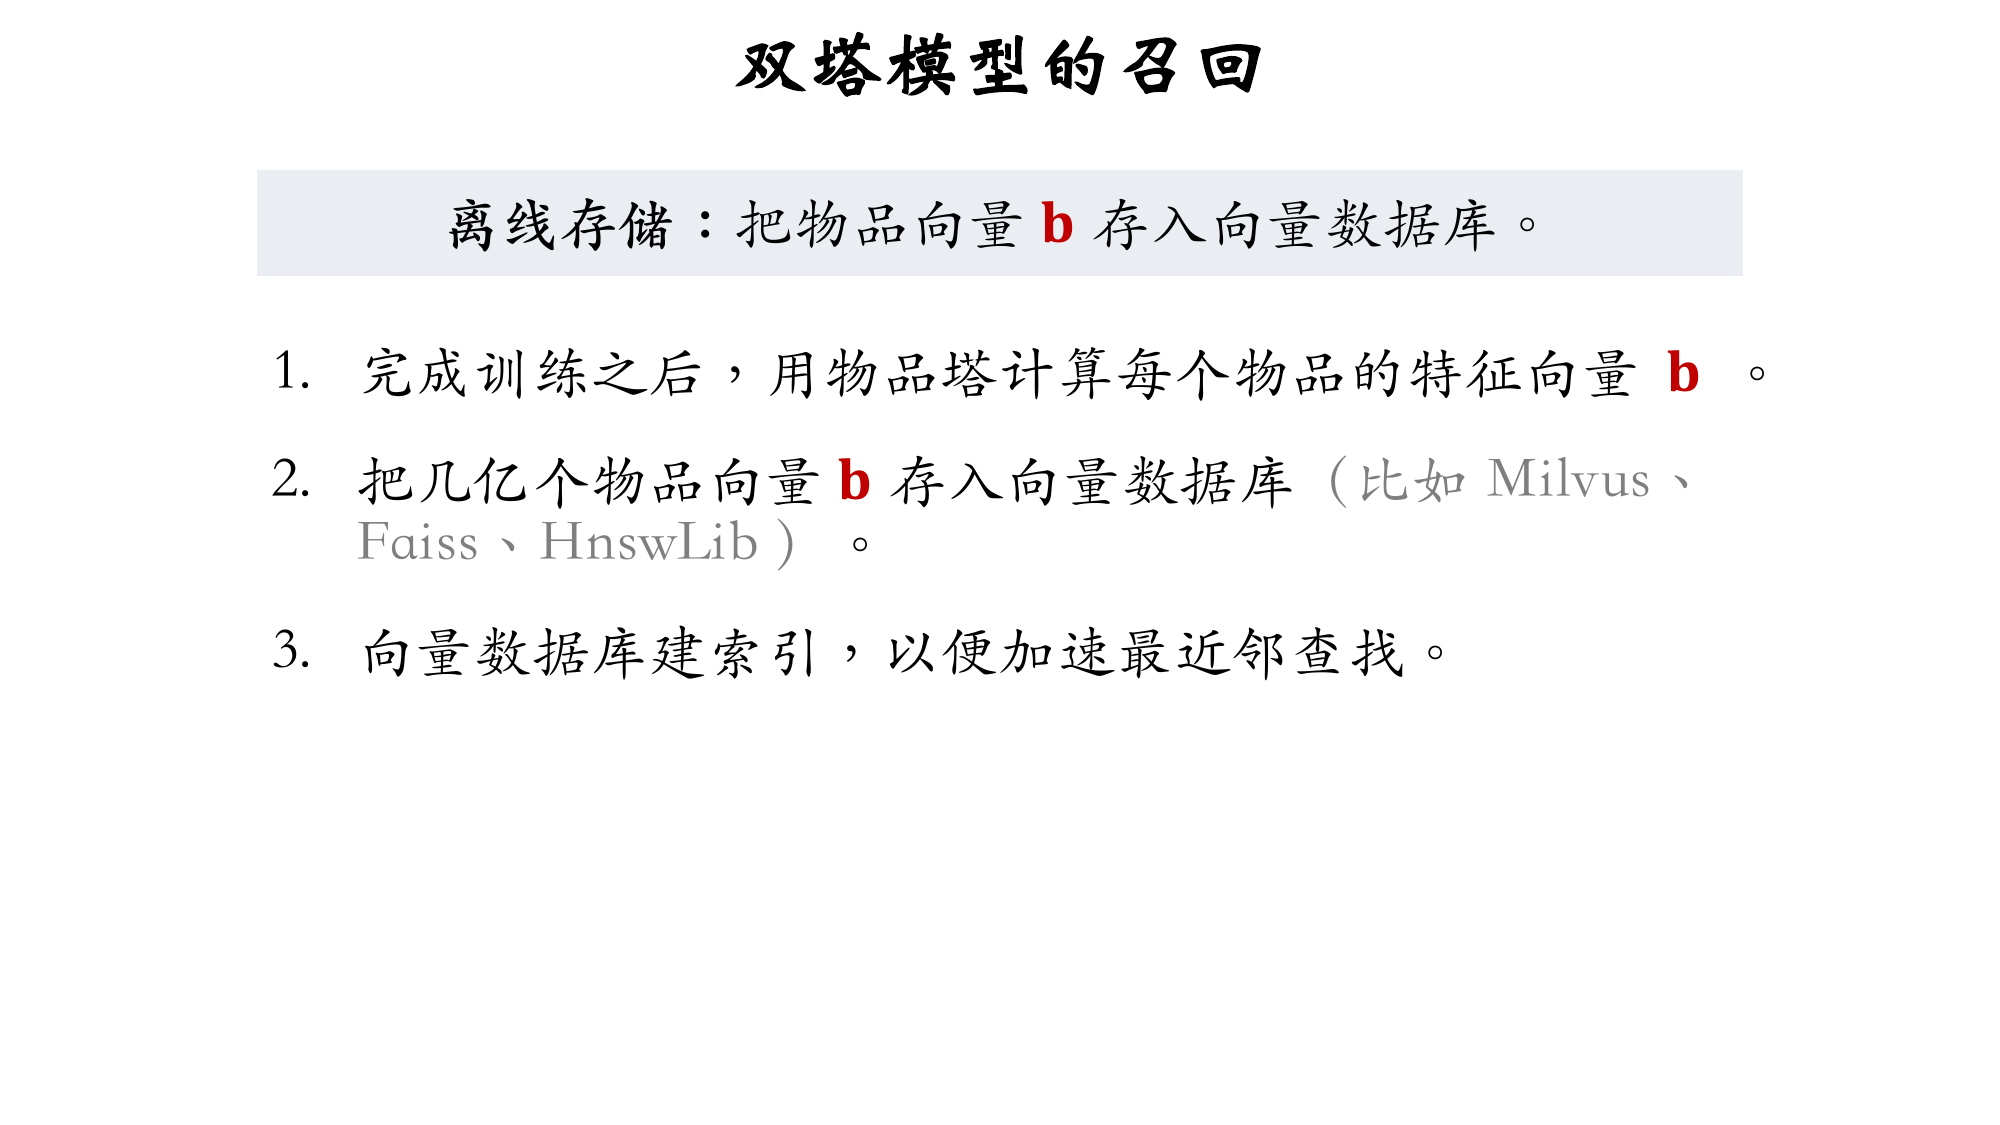 双塔模型的召回
离线存储：把物品向量 b 存入向量数据库。
1. 完成训练之后，用物品塔计算每个物品的特征向量 b 。
2. 把几亿个物品向量 b 存入向量数据库（比如 Milvus、
Faiss、HnswLib ） 。
3. 向量数据库建索引，以便加速最近邻查找。